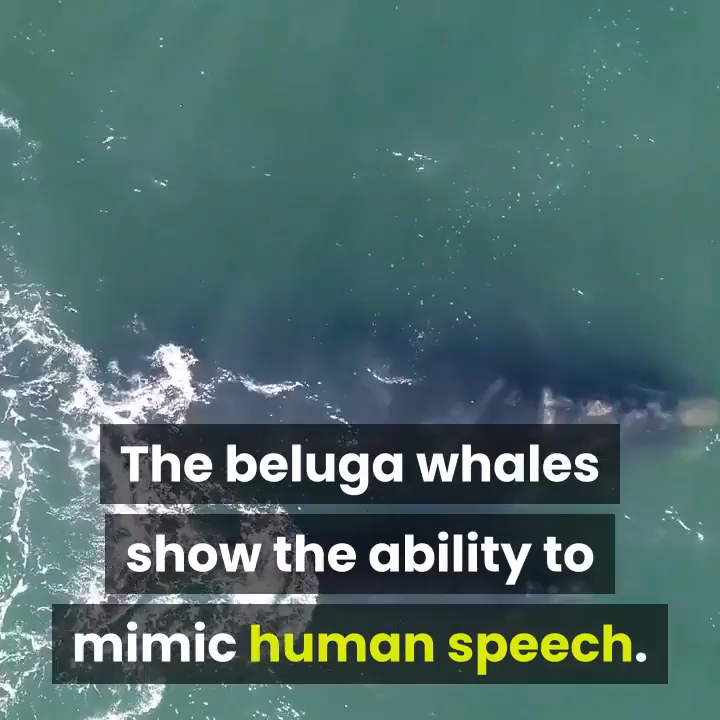 The beluga whales
show the ability to
mimic human speech.